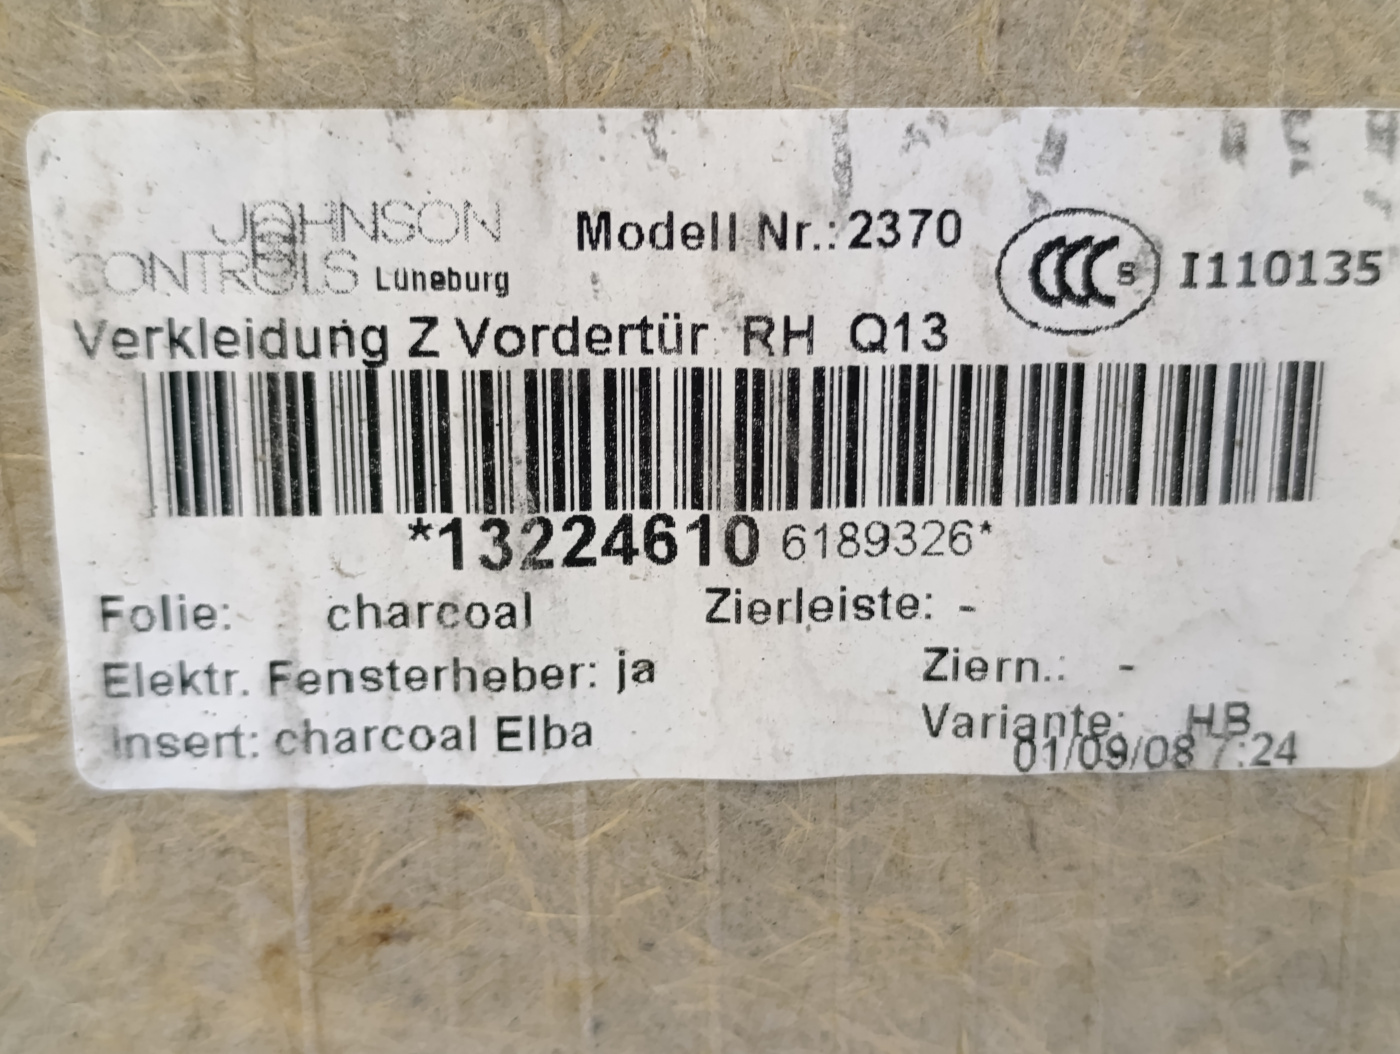 JOHNSON
CONTROLS Lüneburg
Modell Nr.: 2370
CCC S I110135
Verkleidung Z Vordertür RH Q13
*13224610 6189326*
Folie: charcoal Zierleiste: -
Elektr. Fensterheber: ja Ziern.: -
Insert: charcoal Elba Variante: HB
01/09/08 7:24